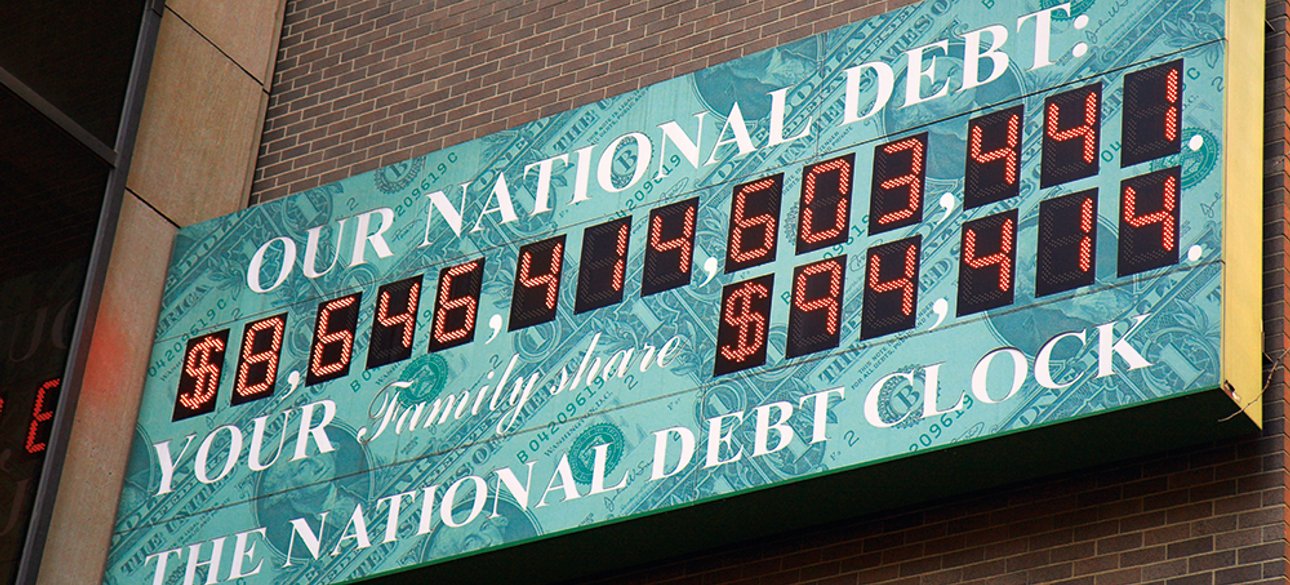 OUR NATIONAL DEBT:
$8,646,414,603,441.
YOUR Family share $94,414.
THE NATIONAL DEBT CLOCK